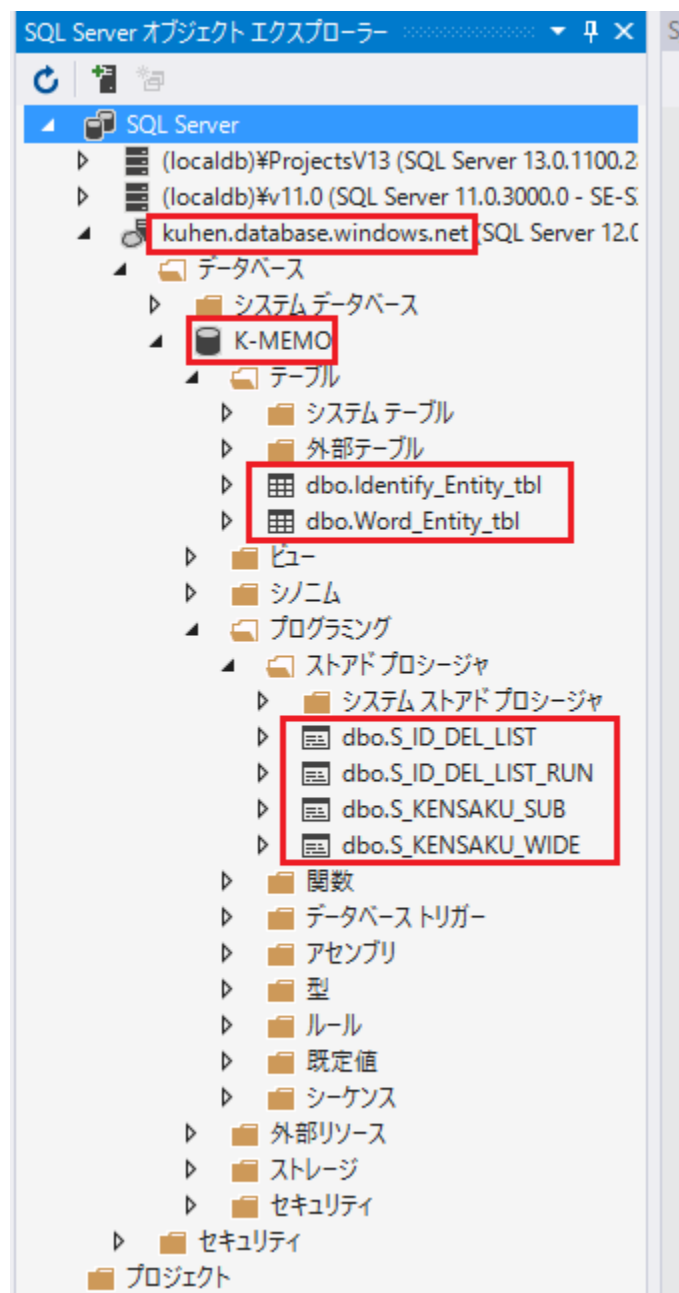 SQL Server オブジェクト エクスプローラー
SQL Server
(localdb)¥ProjectsV13 (SQL Server 13.0.1100.2
(localdb)¥v11.0 (SQL Server 11.0.3000.0 - SE-S
kuhen.database.windows.net (SQL Server 12.0
データベース
システム データベース
K-MEMO
テーブル
システム テーブル
外部テーブル
dbo.Identify_Entity_tbl
dbo.Word_Entity_tbl
ビュー
シノニム
プログラミング
ストアド プロシージャ
システム ストアド プロシージャ
dbo.S_ID_DEL_LIST
dbo.S_ID_DEL_LIST_RUN
dbo.S_KENSAKU_SUB
dbo.S_KENSAKU_WIDE
関数
データベース トリガー
アセンブリ
型
ルール
既定値
シーケンス
外部リソース
ストレージ
セキュリティ
セキュリティ
プロジェクト